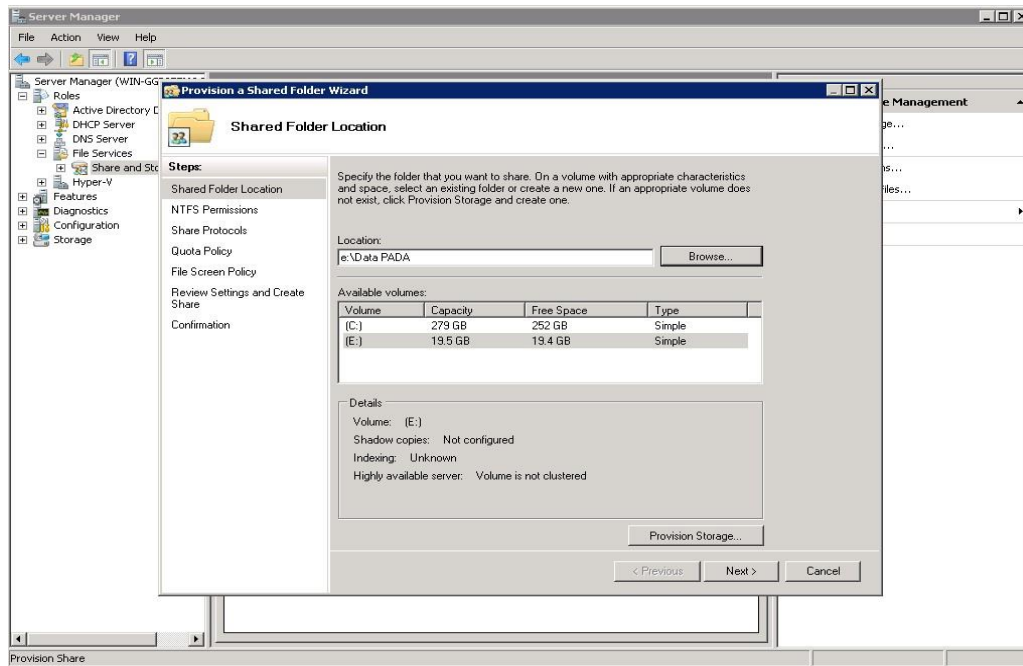 Server Manager
File Action View Help
Server Manager (WIN-GG
Roles
Active Directory D
DHCP Server
DNS Server
File Services
Share and Sto
Hyper-V
Features
Diagnostics
Configuration
Storage
Provision a Shared Folder Wizard
Shared Folder Location
Steps:
Shared Folder Location
NTFS Permissions
Share Protocols
Quota Policy
File Screen Policy
Review Settings and Create
Share
Confirmation
Specify the folder that you want to share. On a volume with appropriate characteristics
and space, select an existing folder or create a new one. If an appropriate volume does
not exist, click Provision Storage and create one.
Location:
e:\Data PADA
Browse...
Available volumes:
Volume Capacity Free Space Type
(C:) 279 GB 252 GB Simple
(E:) 19.5 GB 19.4 GB Simple
Details
Volume: (E:)
Shadow copies: Not configured
Indexing: Unknown
Highly available server: Volume is not clustered
Provision Storage...
< Previous Next > Cancel
e Management
ge...
...
ns...
Files...
Provision Share